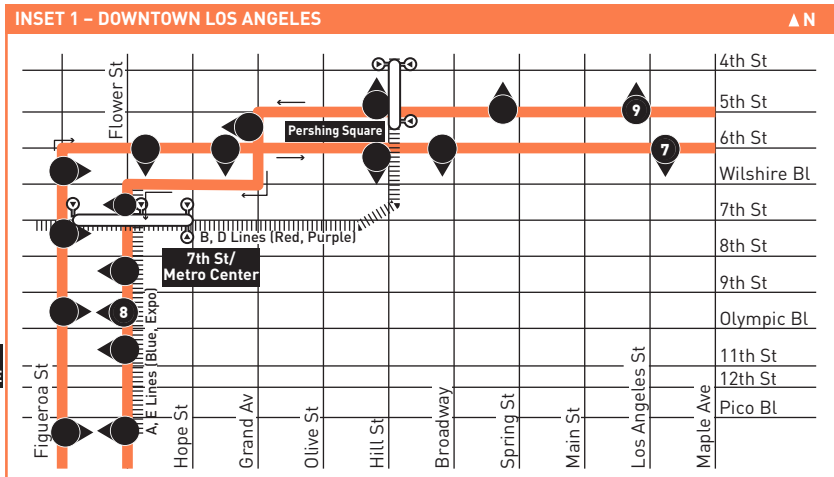 INSET 1 – DOWNTOWN LOS ANGELES
N
4th St
5th St
6th St
Wilshire Bl
7th St
8th St
9th St
Olympic Bl
11th St
12th St
Pico Bl
Flower St
Pershing Square
9
7
B, D Lines (Red, Purple)
7th St/
Metro Center
8
A, E Lines (Blue, Expo)
Figueroa St
Hope St
Grand Av
Olive St
Hill St
Broadway
Spring St
Main St
Los Angeles St
Maple Ave